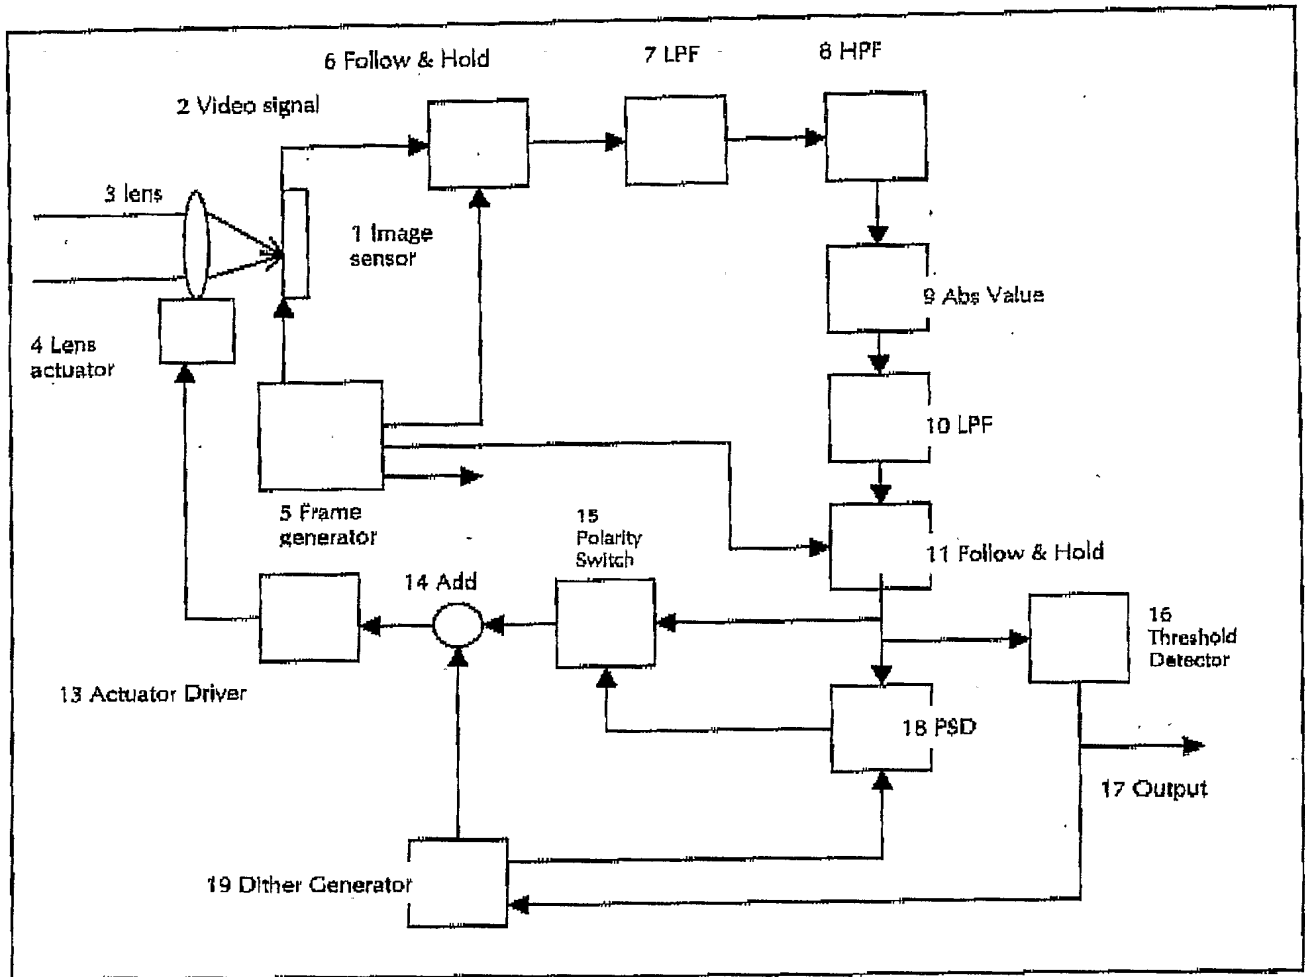 6 Follow & Hold
7 LPF
8 HPF
2 Video signal
3 lens
1 Image
sensor
9 Abs Value
4 Lens
actuator
10 LPF
5 Frame
generator
15
Polarity
Switch
11 Follow & Hold
14 Add
16
Threshold
Detector
13 Actuator Driver
18 PSD
17 Output
19 Dither Generator